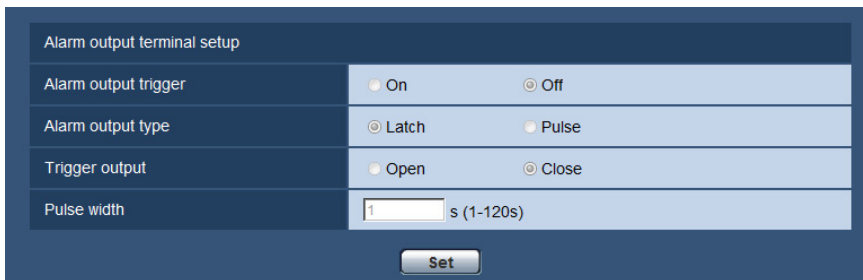 Alarm output terminal setup
Alarm output trigger On Off
Alarm output type Latch Pulse
Trigger output Open Close
Pulse width 1 s (1-120s)
Set